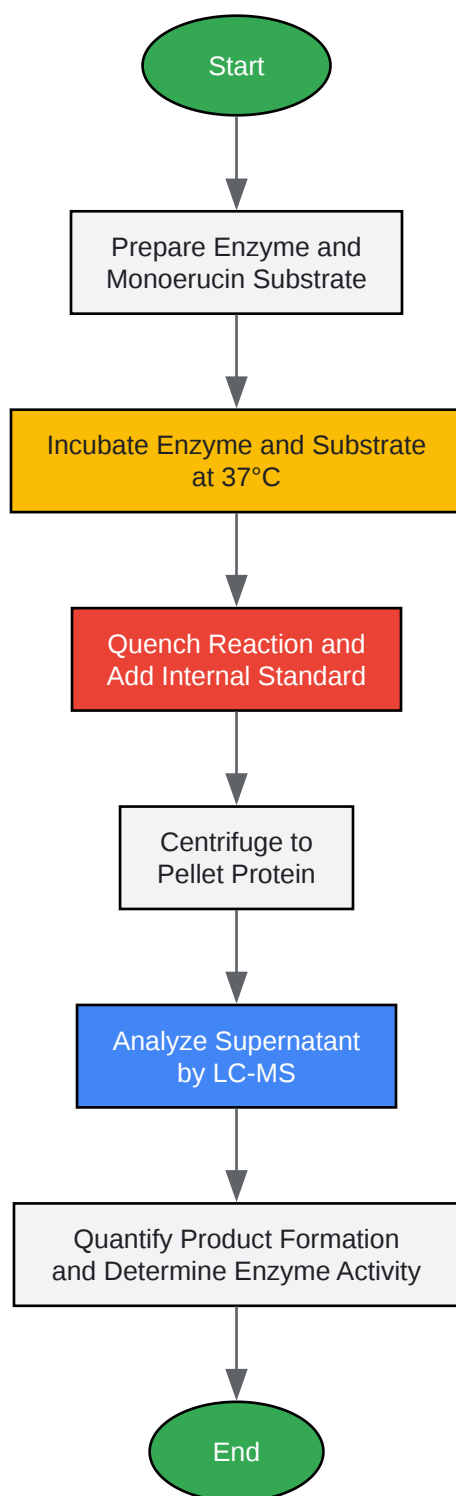 Start
Prepare Enzyme and
Monoerucin Substrate
Incubate Enzyme and Substrate
at 37°C
Quench Reaction and
Add Internal Standard
Centrifuge to
Pellet Protein
Analyze Supernatant
by LC-MS
Quantify Product Formation
and Determine Enzyme Activity
End